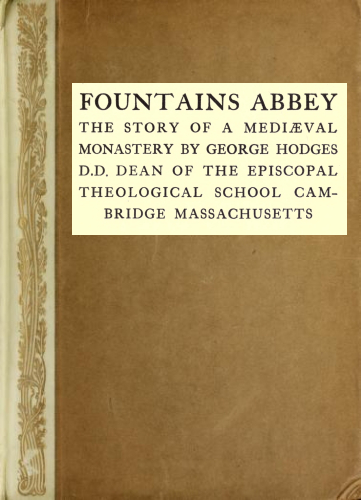 FOUNTAINS ABBEY
THE STORY OF A MEDIÆVAL
MONASTERY BY GEORGE HODGES
D.D. DEAN OF THE EPISCOPAL
THEOLOGICAL SCHOOL CAM-
BRIDGE MASSACHUSETTS